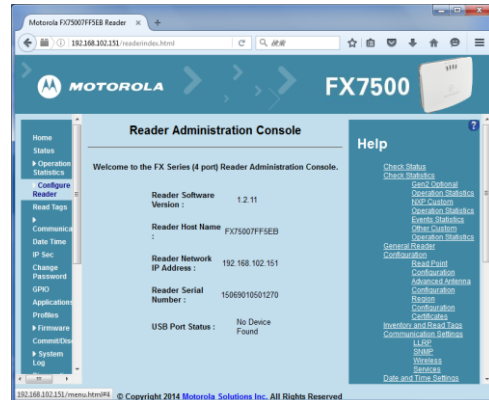 Motorola FX75007FF5EB Reader
192.168.102.151/readerindex.html
検索
MOTOROLA
FX7500
Home
Status
Operation Statistics
Configure Reader
Read Tags
Communica
Date Time
IP Sec
Change Password
GPIO
Applications
Profiles
Firmware
Commit/Dis
System Log
Reader Administration Console
Welcome to the FX Series (4 port) Reader Administration Console.
Reader Software Version : 1.2.11
Reader Host Name : FX75007FF5EB
Reader Network IP Address : 192.168.102.151
Reader Serial Number : 15069010501270
USB Port Status : No Device Found
Help
Check Status
Check Statistics
Gen2 Optional
Operation Statistics
NXP Custom
Operation Statistics
Events Statistics
Other Custom
Operation Statistics
General Reader
Configuration
Read Point
Configuration
Advanced Antenna
Configuration
Region
Configuration
Certificates
Inventory and Read Tags
Communication Settings
LLRP
SNMP
Wireless
Services
Date and Time Settings
192.168.102.151/menu.html#4
© Copyright 2014 Motorola Solutions Inc. All Rights Reserved